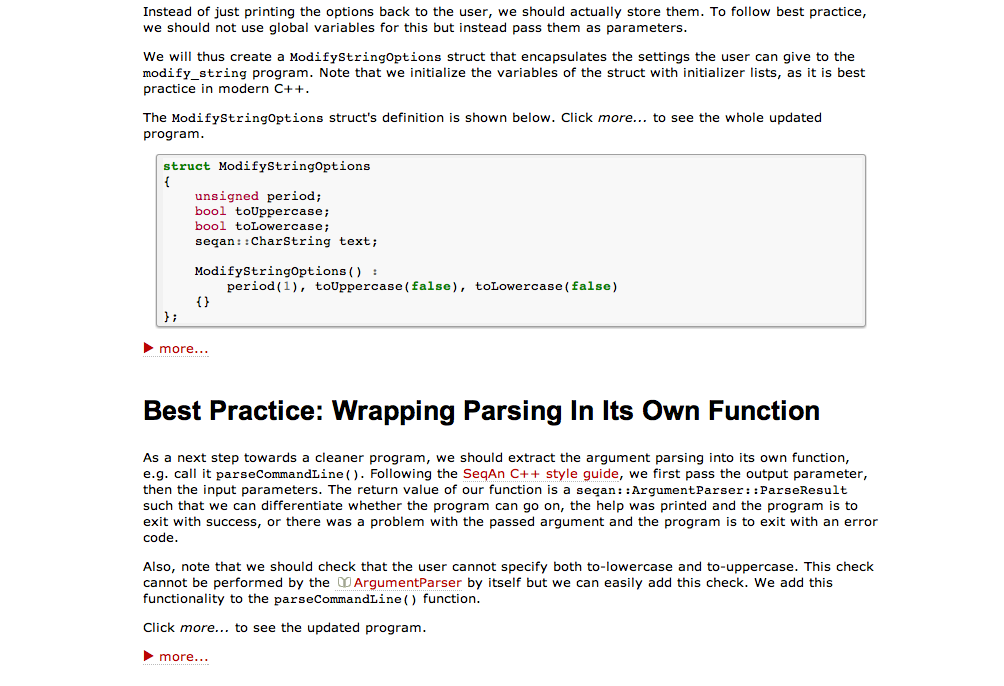 Instead of just printing the options back to the user, we should actually store them. To follow best practice,
we should not use global variables for this but instead pass them as parameters.
We will thus create a ModifyStringOptions struct that encapsulates the settings the user can give to the
modify_string program. Note that we initialize the variables of the struct with initializer lists, as it is best
practice in modern C++.
The ModifyStringOptions struct's definition is shown below. Click more... to see the whole updated
program.
struct ModifyStringOptions
{
    unsigned period;
    bool toUppercase;
    bool toLowercase;
    seqan::CharString text;
    ModifyStringOptions() :
        period(1), toUppercase(false), toLowercase(false)
    {}
};
▶ more...
Best Practice: Wrapping Parsing In Its Own Function
As a next step towards a cleaner program, we should extract the argument parsing into its own function,
e.g. call it parseCommandLine(). Following the SeqAn C++ style guide, we first pass the output parameter,
then the input parameters. The return value of our function is a seqan::ArgumentParser::ParseResult
such that we can differentiate whether the program can go on, the help was printed and the program is to
exit with success, or there was a problem with the passed argument and the program is to exit with an error
code.
Also, note that we should check that the user cannot specify both to-lowercase and to-uppercase. This check
cannot be performed by the ArgumentParser by itself but we can easily add this check. We add this
functionality to the parseCommandLine() function.
Click more... to see the updated program.
▶ more...